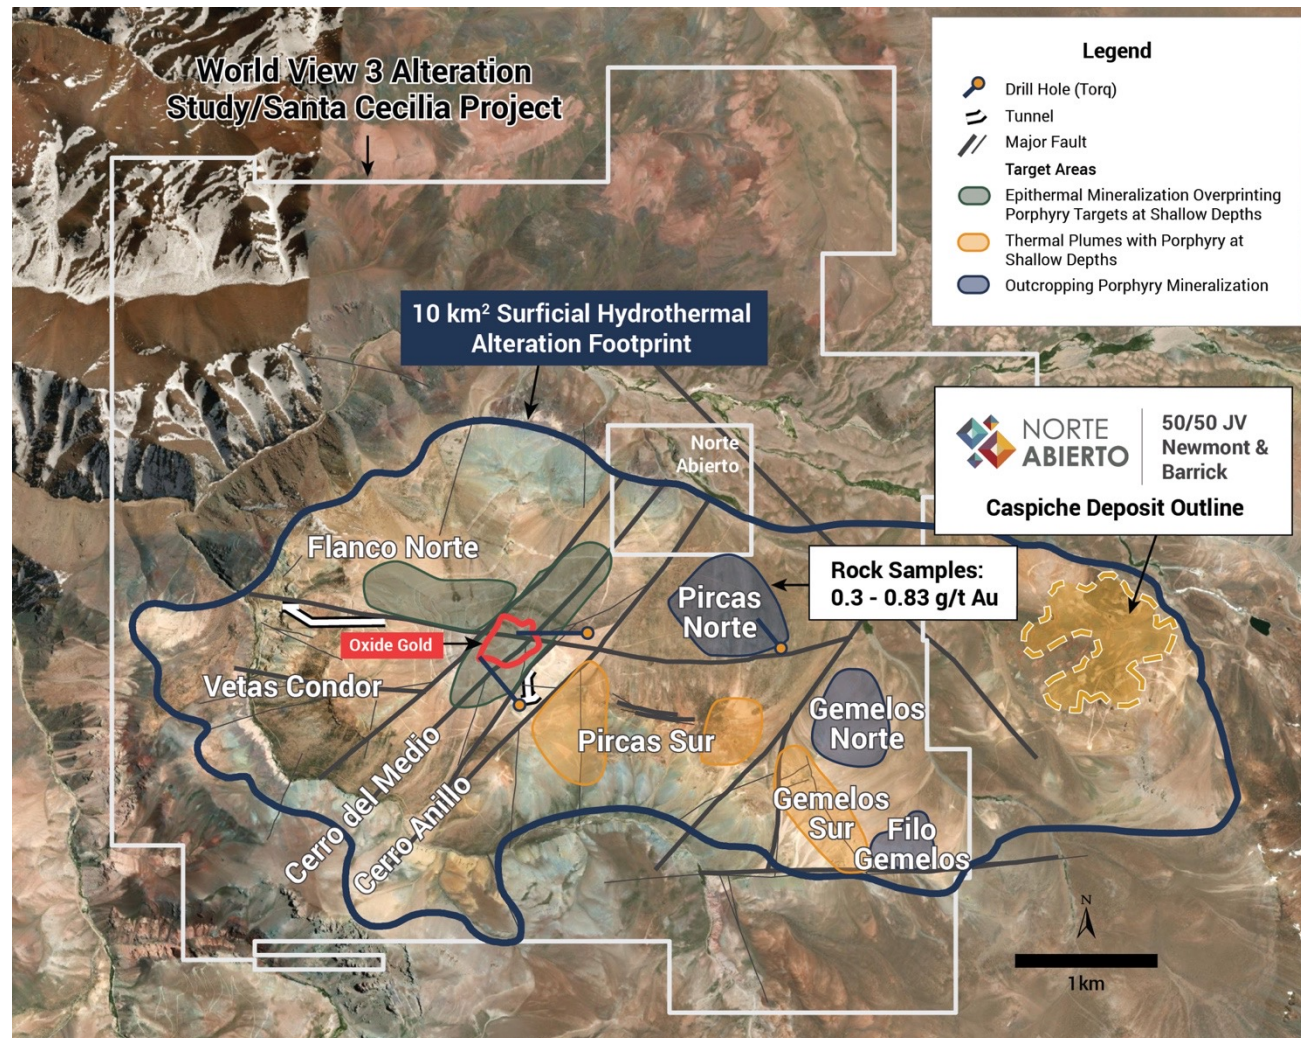 World View 3 Alteration
Study/Santa Cecilia Project
Legend
Drill Hole (Torq)
Tunnel
Major Fault
Target Areas
Epithermal Mineralization Overprinting
Porphyry Targets at Shallow Depths
Thermal Plumes with Porphyry at
Shallow Depths
Outcropping Porphyry Mineralization
10 km² Surficial Hydrothermal
Alteration Footprint
Norte
Abierto
NORTE
ABIERTO
50/50 JV
Newmont &
Barrick
Caspiche Deposit Outline
Flanco Norte
Rock Samples:
0.3 - 0.83 g/t Au
Pircas
Norte
Oxide Gold
Vetas Condor
Pircas Sur
Gemelos
Norte
Cerro del Medio
Cerro Anillo
Gemelos
Sur
Filo
Gemelos
N
1km